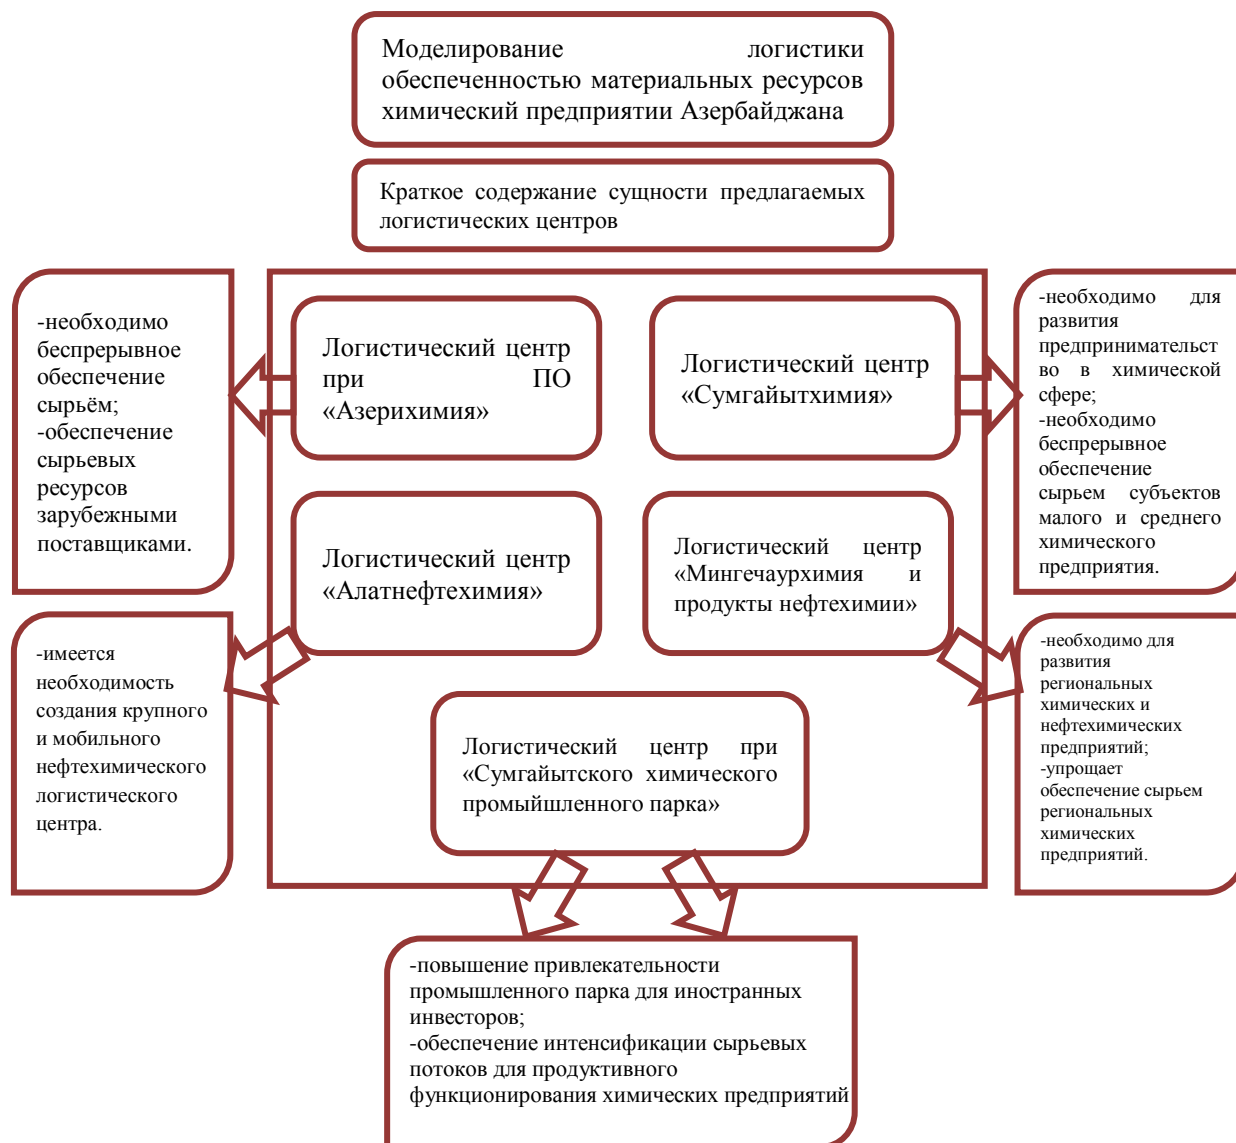 Моделирование логистики
обеспеченностью материальных ресурсов
химический предприятии Азербайджана
Краткое содержание сущности предлагаемых
логистических центров
-необходимо
беспрерывное
обеспечение
сырьём;
-обеспечение
сырьевых
ресурсов
зарубежными
поставщиками.
Логистический центр
при ПО
«Азерихимия»
Логистический центр
«Сумгайытхимия»
-необходимо для
развития
предпринимательст
во в химической
сфере;
-необходимо
беспрерывное
обеспечение
сырьем субъектов
малого и среднего
химического
предприятия.
Логистический центр
«Алатнефтехимия»
Логистический центр
«Мингечаурхимия и
продукты нефтехимии»
-имеется
необходимость
создания крупного
и мобильного
нефтехимического
логистического
центра.
-необходимо для
развития
региональных
химических и
нефтехимических
предприятий;
-упрощает
обеспечение сырьем
региональных
химических
предприятий.
Логистический центр при
«Сумгайытского химического
промыйшленного парка»
-повышение привлекательности
промышленного парка для иностранных
инвесторов;
-обеспечение интенсификации сырьевых
потоков для продуктивного
функционирования химических предприятий